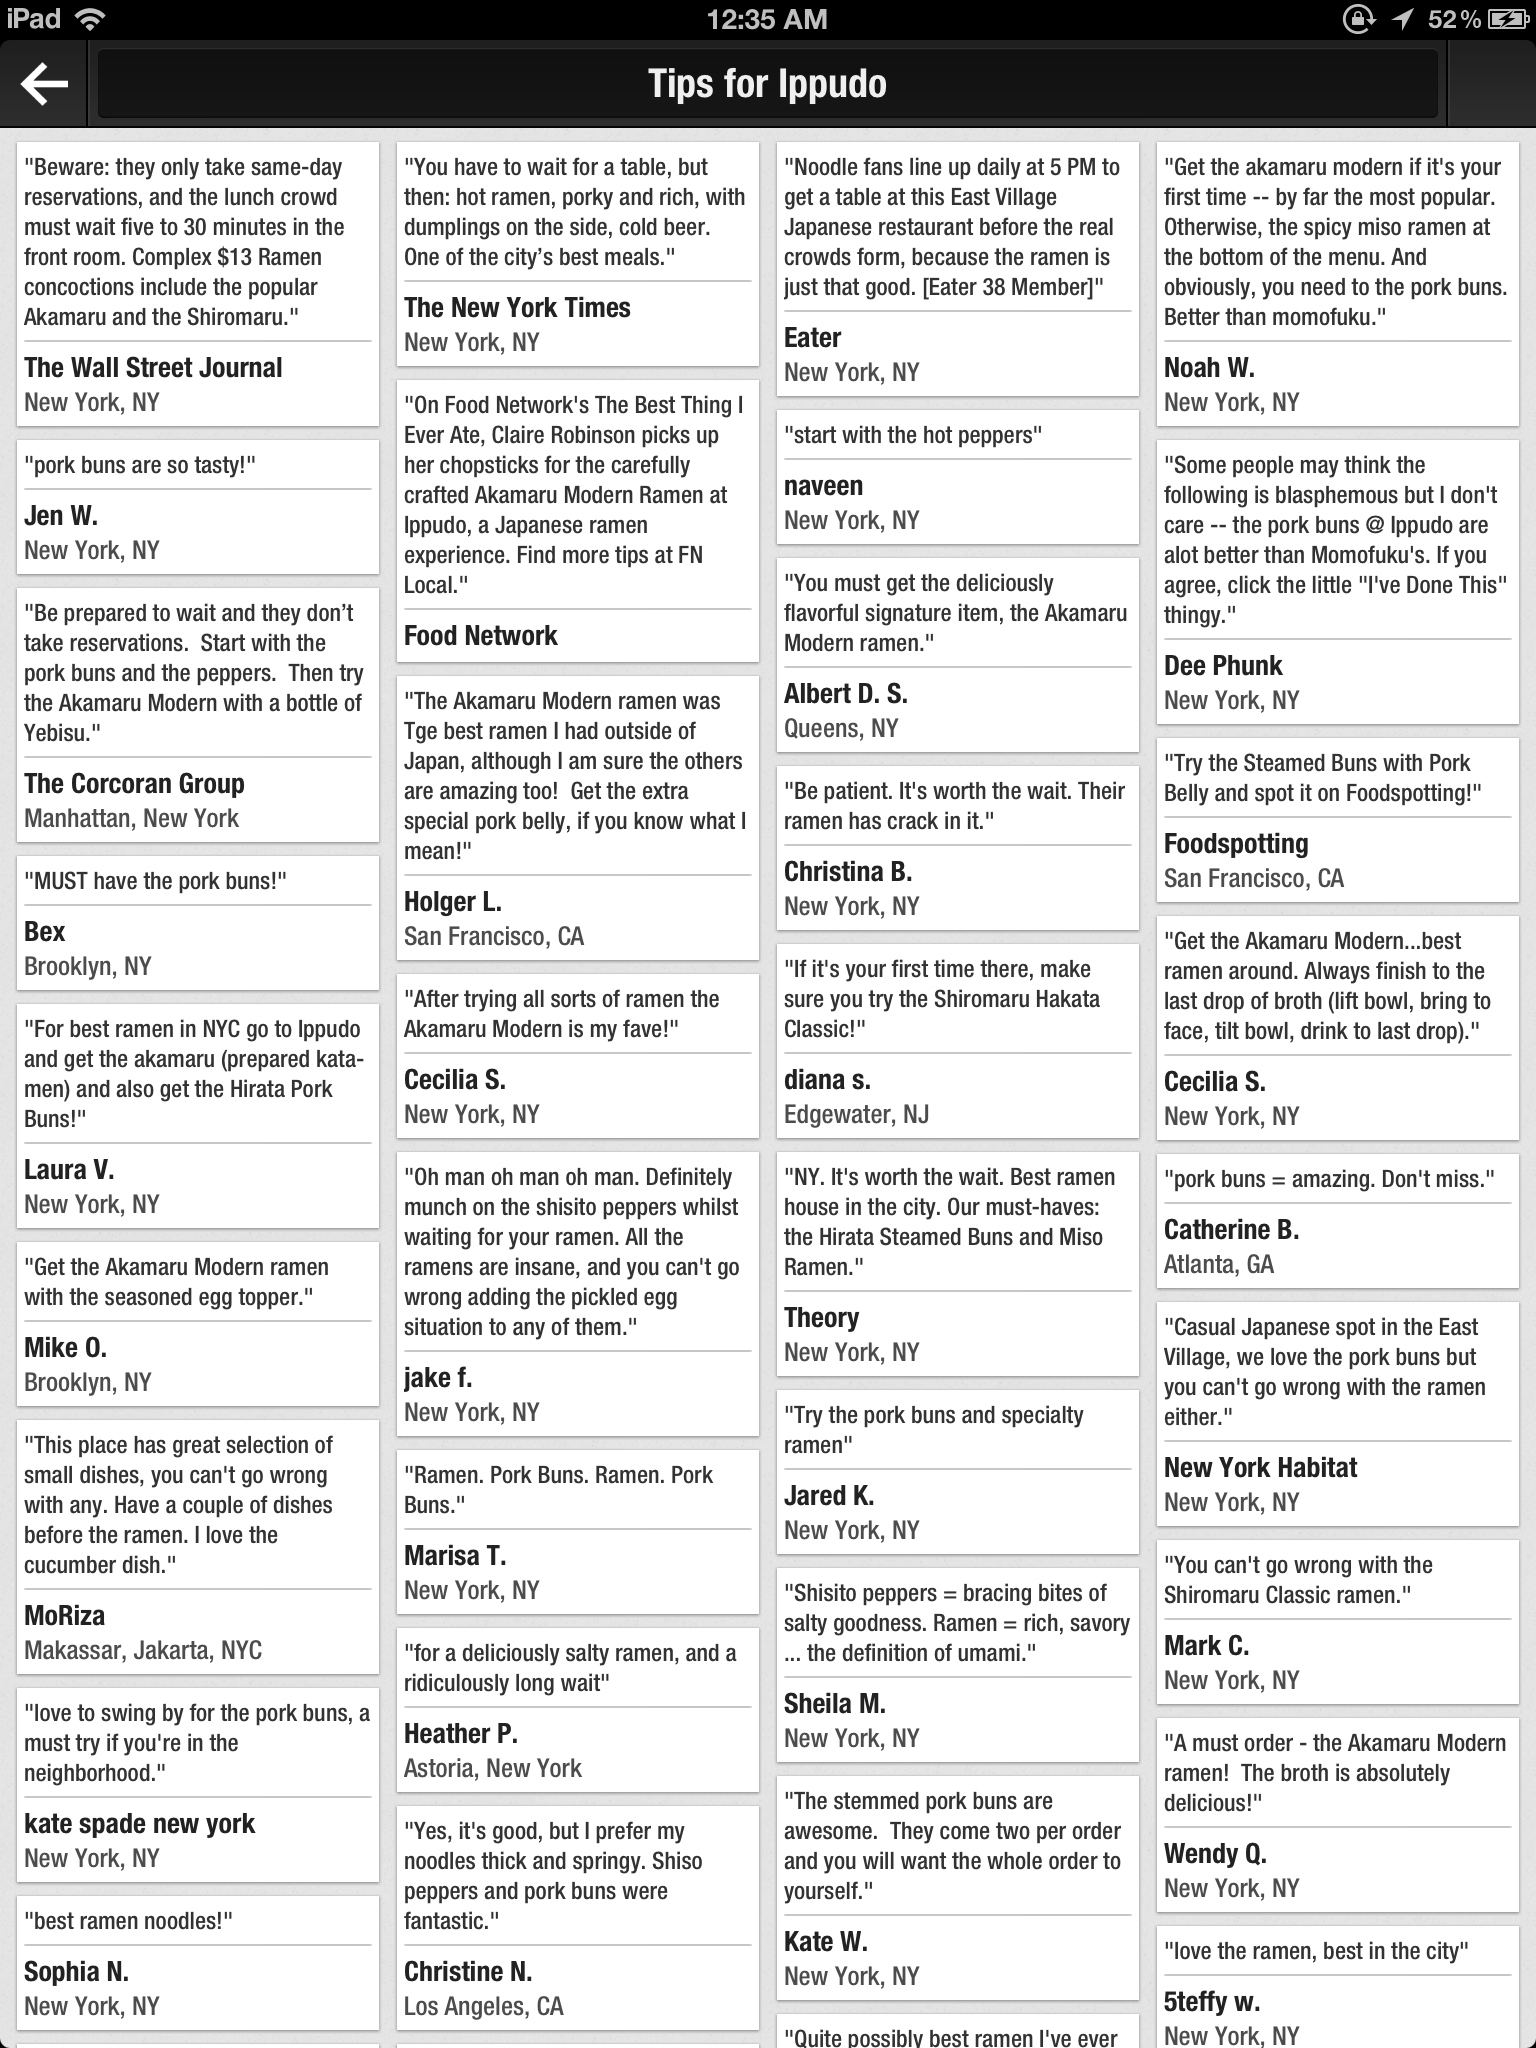 iPad
12:35 AM
52%
Tips for Ippudo
"Beware: they only take same-day
reservations, and the lunch crowd
must wait five to 30 minutes in the
front room. Complex $13 Ramen
concoctions include the popular
Akamaru and the Shiromaru."
The Wall Street Journal
New York, NY
"pork buns are so tasty!"
Jen W.
New York, NY
"Be prepared to wait and they don’t
take reservations.  Start with the
pork buns and the peppers.  Then try
the Akamaru Modern with a bottle of
Yebisu."
The Corcoran Group
Manhattan, New York
"MUST have the pork buns!"
Bex
Brooklyn, NY
"For best ramen in NYC go to Ippudo
and get the akamaru (prepared kata-
men) and also get the Hirata Pork
Buns!"
Laura V.
New York, NY
"Get the Akamaru Modern ramen
with the seasoned egg topper."
Mike O.
Brooklyn, NY
"This place has great selection of
small dishes, you can't go wrong
with any. Have a couple of dishes
before the ramen. I love the
cucumber dish."
MoRiza
Makassar, Jakarta, NYC
"love to swing by for the pork buns, a
must try if you're in the
neighborhood."
kate spade new york
New York, NY
"best ramen noodles!"
Sophia N.
New York, NY
"You have to wait for a table, but
then: hot ramen, porky and rich, with
dumplings on the side, cold beer.
One of the city’s best meals."
The New York Times
New York, NY
"On Food Network's The Best Thing I
Ever Ate, Claire Robinson picks up
her chopsticks for the carefully
crafted Akamaru Modern Ramen at
Ippudo, a Japanese ramen
experience. Find more tips at FN
Local."
Food Network
"The Akamaru Modern ramen was
Tge best ramen I had outside of
Japan, although I am sure the others
are amazing too!  Get the extra
special pork belly, if you know what I
mean!"
Holger L.
San Francisco, CA
"After trying all sorts of ramen the
Akamaru Modern is my fave!"
Cecilia S.
New York, NY
"Oh man oh man oh man. Definitely
munch on the shisito peppers whilst
waiting for your ramen. All the
ramens are insane, and you can't go
wrong adding the pickled egg
situation to any of them."
jake f.
New York, NY
"Ramen. Pork Buns. Ramen. Pork
Buns."
Marisa T.
New York, NY
"for a deliciously salty ramen, and a
ridiculously long wait"
Heather P.
Astoria, New York
"Yes, it's good, but I prefer my
noodles thick and springy. Shiso
peppers and pork buns were
fantastic."
Christine N.
Los Angeles, CA
"Noodle fans line up daily at 5 PM to
get a table at this East Village
Japanese restaurant before the real
crowds form, because the ramen is
just that good. [Eater 38 Member]"
Eater
New York, NY
"start with the hot peppers"
naveen
New York, NY
"You must get the deliciously
flavorful signature item, the Akamaru
Modern ramen."
Albert D. S.
Queens, NY
"Be patient. It's worth the wait. Their
ramen has crack in it."
Christina B.
New York, NY
"If it's your first time there, make
sure you try the Shiromaru Hakata
Classic!"
diana s.
Edgewater, NJ
"NY. It's worth the wait. Best ramen
house in the city. Our must-haves:
the Hirata Steamed Buns and Miso
Ramen."
Theory
New York, NY
"Try the pork buns and specialty
ramen"
Jared K.
New York, NY
"Shisito peppers = bracing bites of
salty goodness. Ramen = rich, savory
... the definition of umami."
Sheila M.
New York, NY
"The stemmed pork buns are
awesome.  They come two per order
and you will want the whole order to
yourself."
Kate W.
New York, NY
"Quite possibly best ramen I've ever
"Get the akamaru modern if it's your
first time -- by far the most popular.
Otherwise, the spicy miso ramen at
the bottom of the menu. And
obviously, you need to the pork buns.
Better than momofuku."
Noah W.
New York, NY
"Some people may think the
following is blasphemous but I don't
care -- the pork buns @ Ippudo are
alot better than Momofuku's. If you
agree, click the little "I've Done This"
thingy."
Dee Phunk
New York, NY
"Try the Steamed Buns with Pork
Belly and spot it on Foodspotting!"
Foodspotting
San Francisco, CA
"Get the Akamaru Modern...best
ramen around. Always finish to the
last drop of broth (lift bowl, bring to
face, tilt bowl, drink to last drop)."
Cecilia S.
New York, NY
"pork buns = amazing. Don't miss."
Catherine B.
Atlanta, GA
"Casual Japanese spot in the East
Village, we love the pork buns but
you can't go wrong with the ramen
either."
New York Habitat
New York, NY
"You can't go wrong with the
Shiromaru Classic ramen."
Mark C.
New York, NY
"A must order - the Akamaru Modern
ramen!  The broth is absolutely
delicious!"
Wendy Q.
New York, NY
"love the ramen, best in the city"
5teffy w.
New York, NY